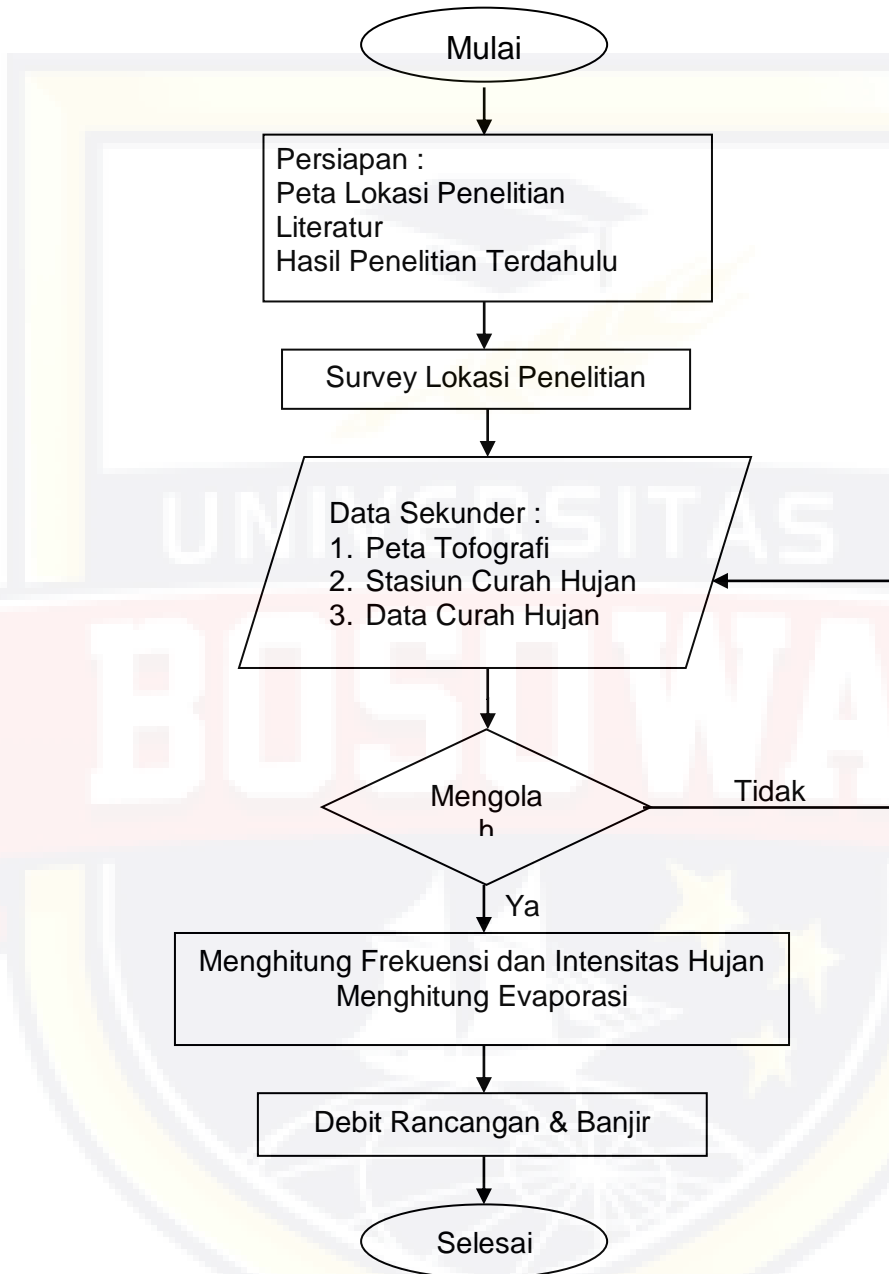 Mulai
Persiapan :
Peta Lokasi Penelitian
Literatur
Hasil Penelitian Terdahulu
Survey Lokasi Penelitian
UNIVERSITAS
Data Sekunder :
1. Peta Tofografi
2. Stasiun Curah Hujan
3. Data Curah Hujan
BOSOWA
Mengola
h
Tidak
Ya
Menghitung Frekuensi dan Intensitas Hujan
Menghitung Evaporasi
Debit Rancangan & Banjir
Selesai